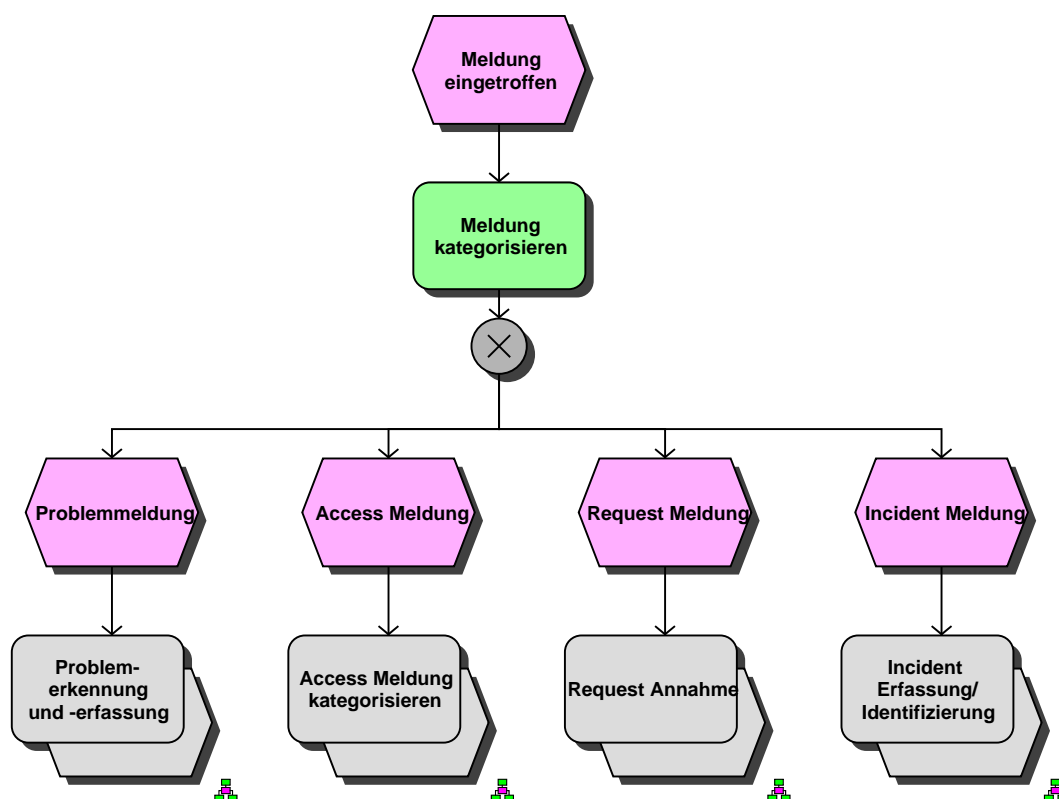 Meldung
eingetroffen
Meldung
kategorisieren
Problemmeldung
Access Meldung
Request Meldung
Incident Meldung
Problem-
erkennung
und -erfassung
Access Meldung
kategorisieren
Request Annahme
Incident
Erfassung/
Identifizierung